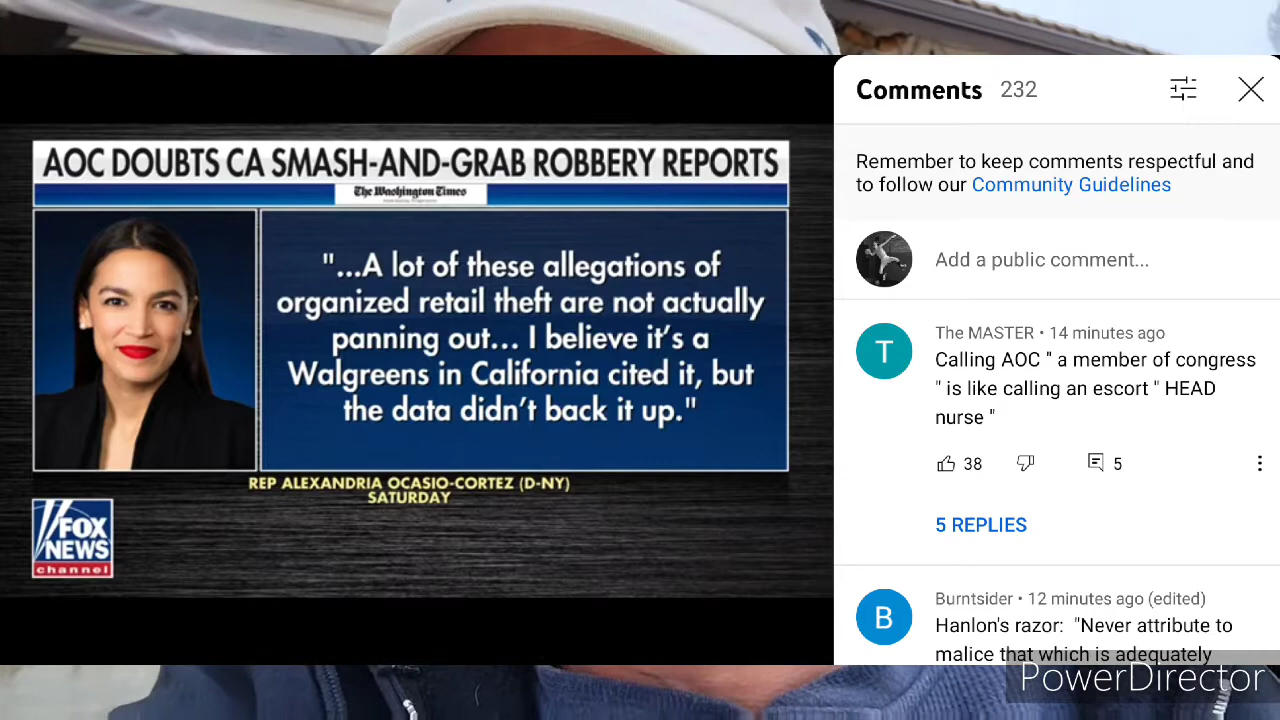 AOC DOUBTS CA SMASH-AND-GRAB ROBBERY REPORTS
The Washington Times
"...A lot of these allegations of
organized retail theft are not actually
panning out... I believe it's a
Walgreens in California cited it, but
the data didn't back it up."
REP ALEXANDRIA OCASIO-CORTEZ (D-NY)
SATURDAY
FOX
NEWS
channel
Comments 232
Remember to keep comments respectful and
to follow our Community Guidelines
Add a public comment...
T
The MASTER • 14 minutes ago
Calling AOC " a member of congress
" is like calling an escort " HEAD
nurse "
38
5
5 REPLIES
B
Burntsider • 12 minutes ago (edited)
Hanlon's razor: "Never attribute to
malice that which is adequately
PowerDirector